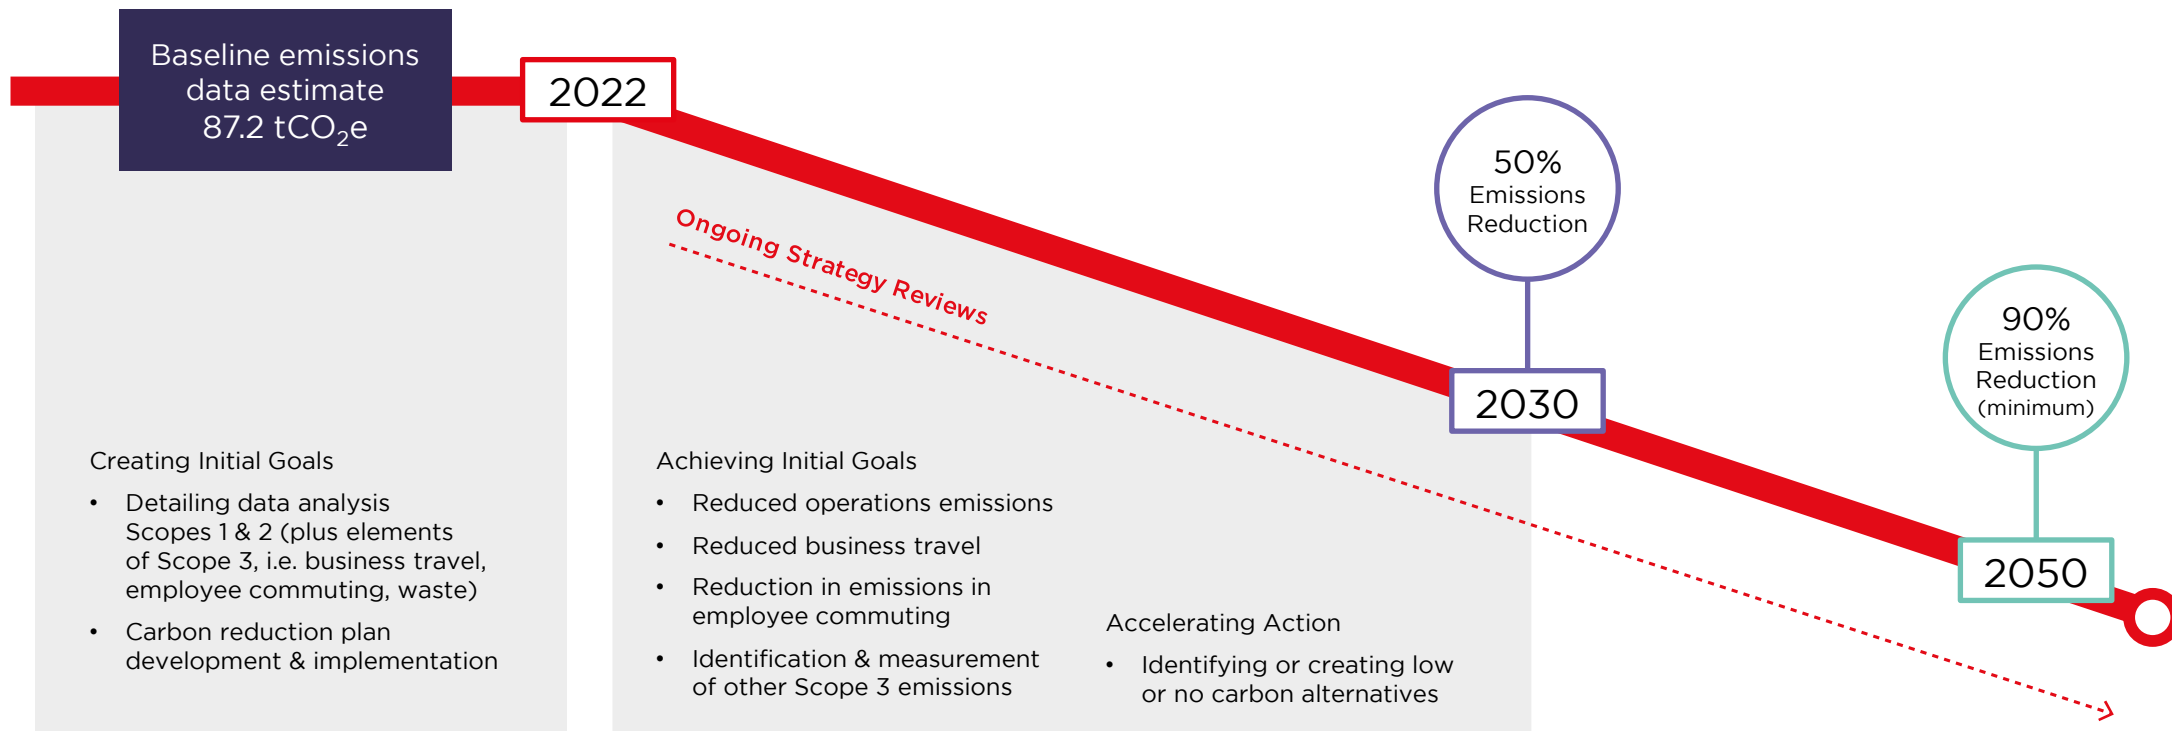 Baseline emissions
data estimate
87.2 tCO₂e
2022
Ongoing Strategy Reviews
50%
Emissions
Reduction
2030
90%
Emissions
Reduction
(minimum)
2050
Creating Initial Goals
• Detailing data analysis
Scopes 1 & 2 (plus elements
of Scope 3, i.e. business travel,
employee commuting, waste)
• Carbon reduction plan
development & implementation
Achieving Initial Goals
• Reduced operations emissions
• Reduced business travel
• Reduction in emissions in
employee commuting
• Identification & measurement
of other Scope 3 emissions
Accelerating Action
• Identifying or creating low
or no carbon alternatives